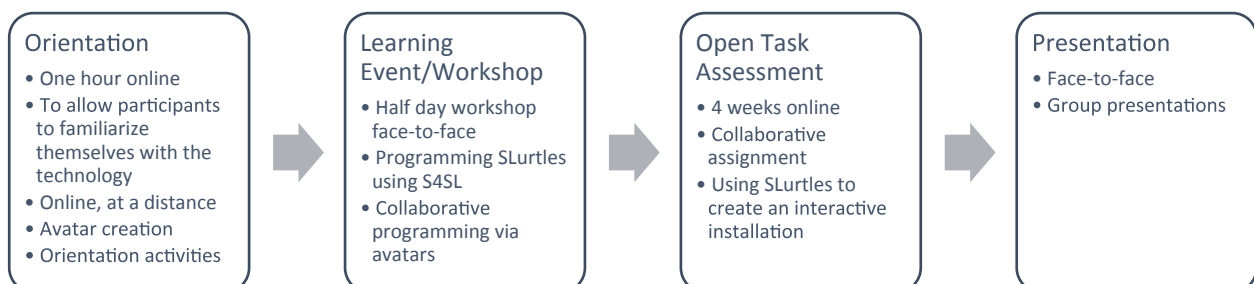 Orientation
• One hour online
• To allow participants
to familiarize
themselves with the
technology
• Online, at a distance
• Avatar creation
• Orientation activities
Learning
Event/Workshop
• Half day workshop
face-to-face
• Programming SLurtles
using S4SL
• Collaborative
programming via
avatars
Open Task
Assessment
• 4 weeks online
• Collaborative
assignment
• Using SLurtles to
create an interactive
installation
Presentation
• Face-to-face
• Group presentations